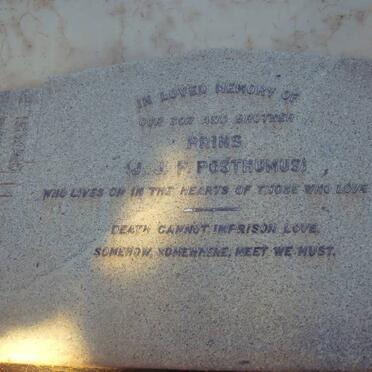 IN LOVED MEMORY OF
OUR SON AND BROTHER
PRINS
(J. J. P. POSTHUMUS)
WHO LIVES ON IN THE HEARTS OF THOSE WHO LOVE
DEATH CANNOT IMPRISON LOVE,
SOMEHOW, SOMEWHERE, MEET WE MUST.